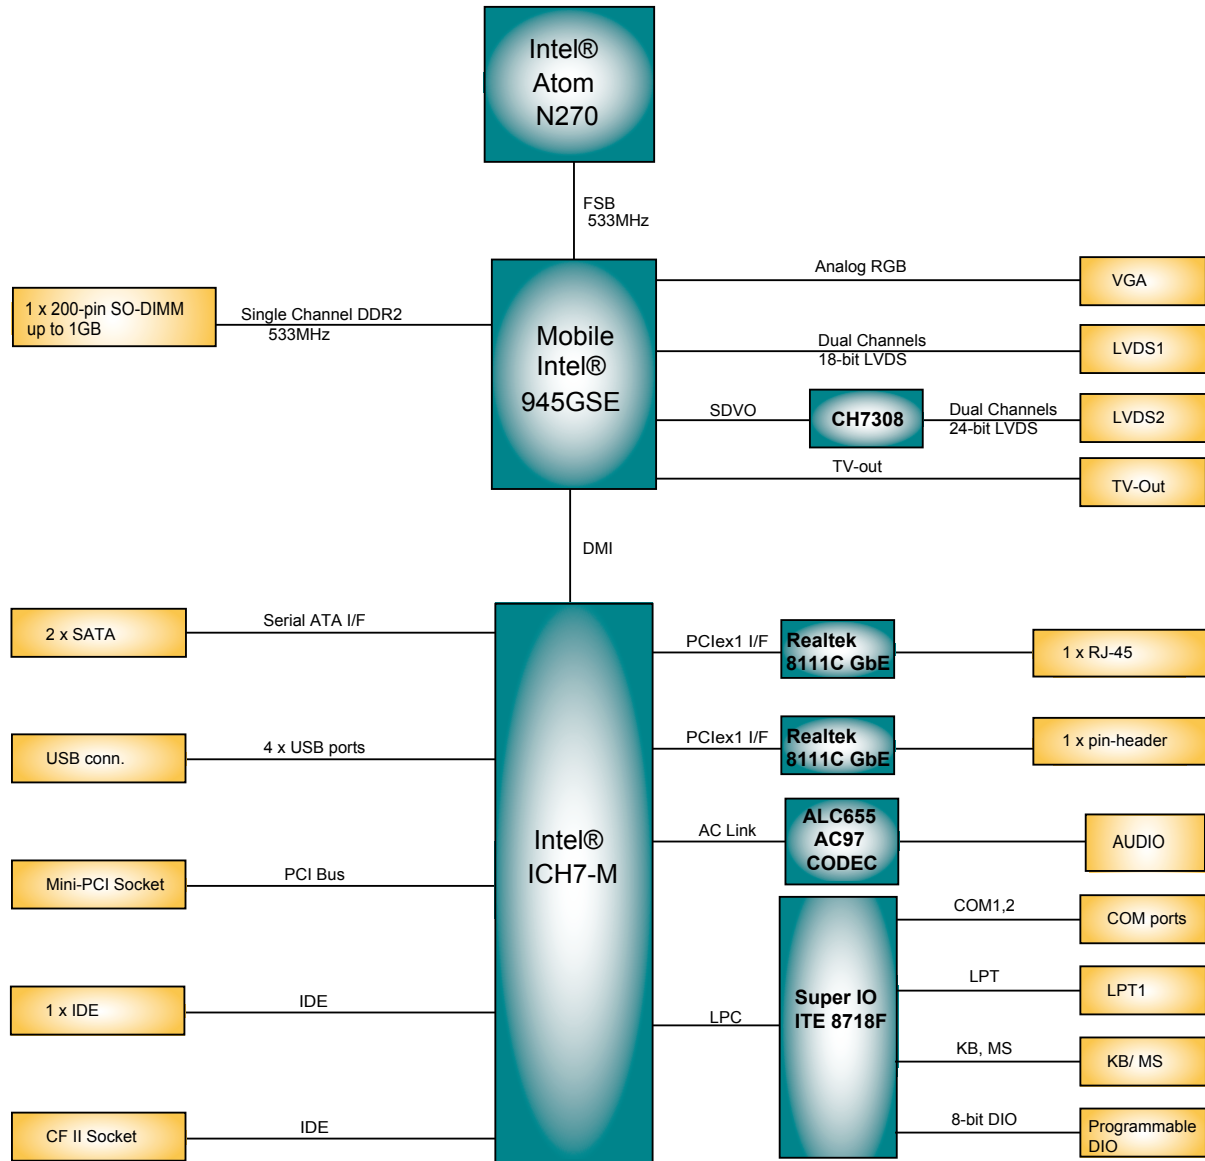 Intel®
Atom
N270
FSB
533MHz
1 x 200-pin SO-DIMM
up to 1GB
Single Channel DDR2
533MHz
Mobile
Intel®
945GSE
Analog RGB
VGA
Dual Channels
18-bit LVDS
LVDS1
SDVO
CH7308
Dual Channels
24-bit LVDS
LVDS2
TV-out
TV-Out
DMI
2 x SATA
Serial ATA I/F
USB conn.
4 x USB ports
Mini-PCI Socket
PCI Bus
1 x IDE
IDE
CF II Socket
IDE
Intel®
ICH7-M
PCIex1 I/F
Realtek
8111C GbE
1 x RJ-45
PCIex1 I/F
Realtek
8111C GbE
1 x pin-header
AC Link
ALC655
AC97
CODEC
AUDIO
LPC
Super IO
ITE 8718F
COM1,2
COM ports
LPT
LPT1
KB, MS
KB/ MS
8-bit DIO
Programmable
DIO